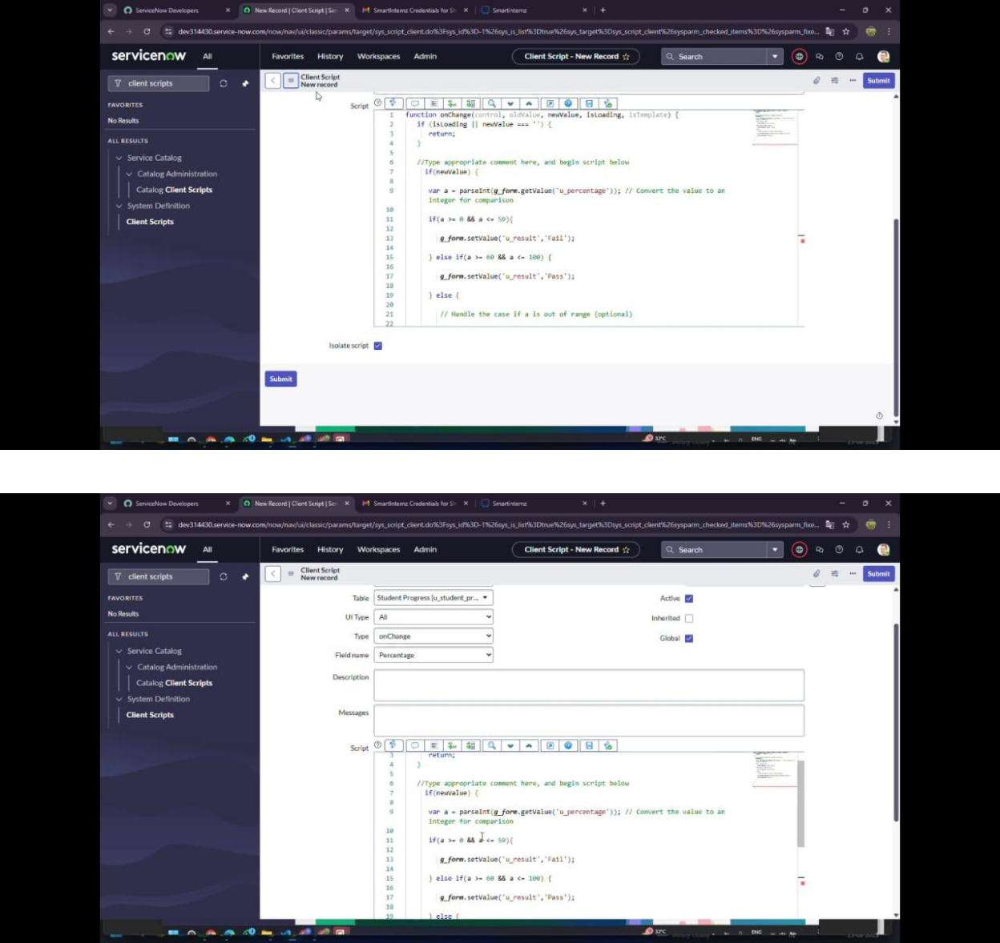 ServiceNow Developers × New Record | Client Script | Ser × SmartInternz Credentials for S × Smartinternz × +
dev314430.service-now.com/now/nav/ui/classic/params/target/sys_script_client.do%3Fsys_id%3D-1%26sys_is_list%3Dtrue%26sys_target%3Dsys_script_client%26sysparm_checked_items%3D%26sysparm_fixe...
servicenow All Favorites History Workspaces Admin Client Script - New Record ☆ Search
client scripts
Client Script
New record
Submit
FAVORITES
No Results
ALL RESULTS
Service Catalog
Catalog Administration
Catalog Client Scripts
System Definition
Client Scripts
Script
1 function onChange(control, oldValue, newValue, isLoading, isTemplate) {
2 if (isLoading || newValue === '') {
3 return;
4 }
5
6 //Type appropriate comment here, and begin script below
7 if(newValue) {
8
9 var a = parseInt(g_form.getValue('u_percentage')); // Convert the value to an
integer for comparison
10
11 if(a >= 0 && a <= 59){
12
13 g_form.setValue('u_result','Fail');
14
15 } else if(a >= 60 && a <= 100) {
16
17 g_form.setValue('u_result','Pass');
18
19 } else {
20
21 // Handle the case if a is out of range (optional)
22
Isolate script
Submit
32°C
ENG
ServiceNow Developers × New Record | Client Script | Ser × SmartInternz Credentials for S × Smartinternz × +
dev314430.service-now.com/now/nav/ui/classic/params/target/sys_script_client.do%3Fsys_id%3D-1%26sys_is_list%3Dtrue%26sys_target%3Dsys_script_client%26sysparm_checked_items%3D%26sysparm_fixe...
servicenow All Favorites History Workspaces Admin Client Script - New Record ☆ Search
client scripts
Client Script
New record
Submit
FAVORITES
No Results
ALL RESULTS
Service Catalog
Catalog Administration
Catalog Client Scripts
System Definition
Client Scripts
Table Student Progress [u_student_pr... Active
UI Type All Inherited
Type onChange Global
Field name Percentage
Description
Messages
Script
3 return;
4 }
5
6 //Type appropriate comment here, and begin script below
7 if(newValue) {
8
9 var a = parseInt(g_form.getValue('u_percentage')); // Convert the value to an
integer for comparison
10
11 if(a >= 0 && a <= 59){
12
13 g_form.setValue('u_result','Fail');
14
15 } else if(a >= 60 && a <= 100) {
16
17 g_form.setValue('u_result','Pass');
18
19 } else {
32°C
ENG